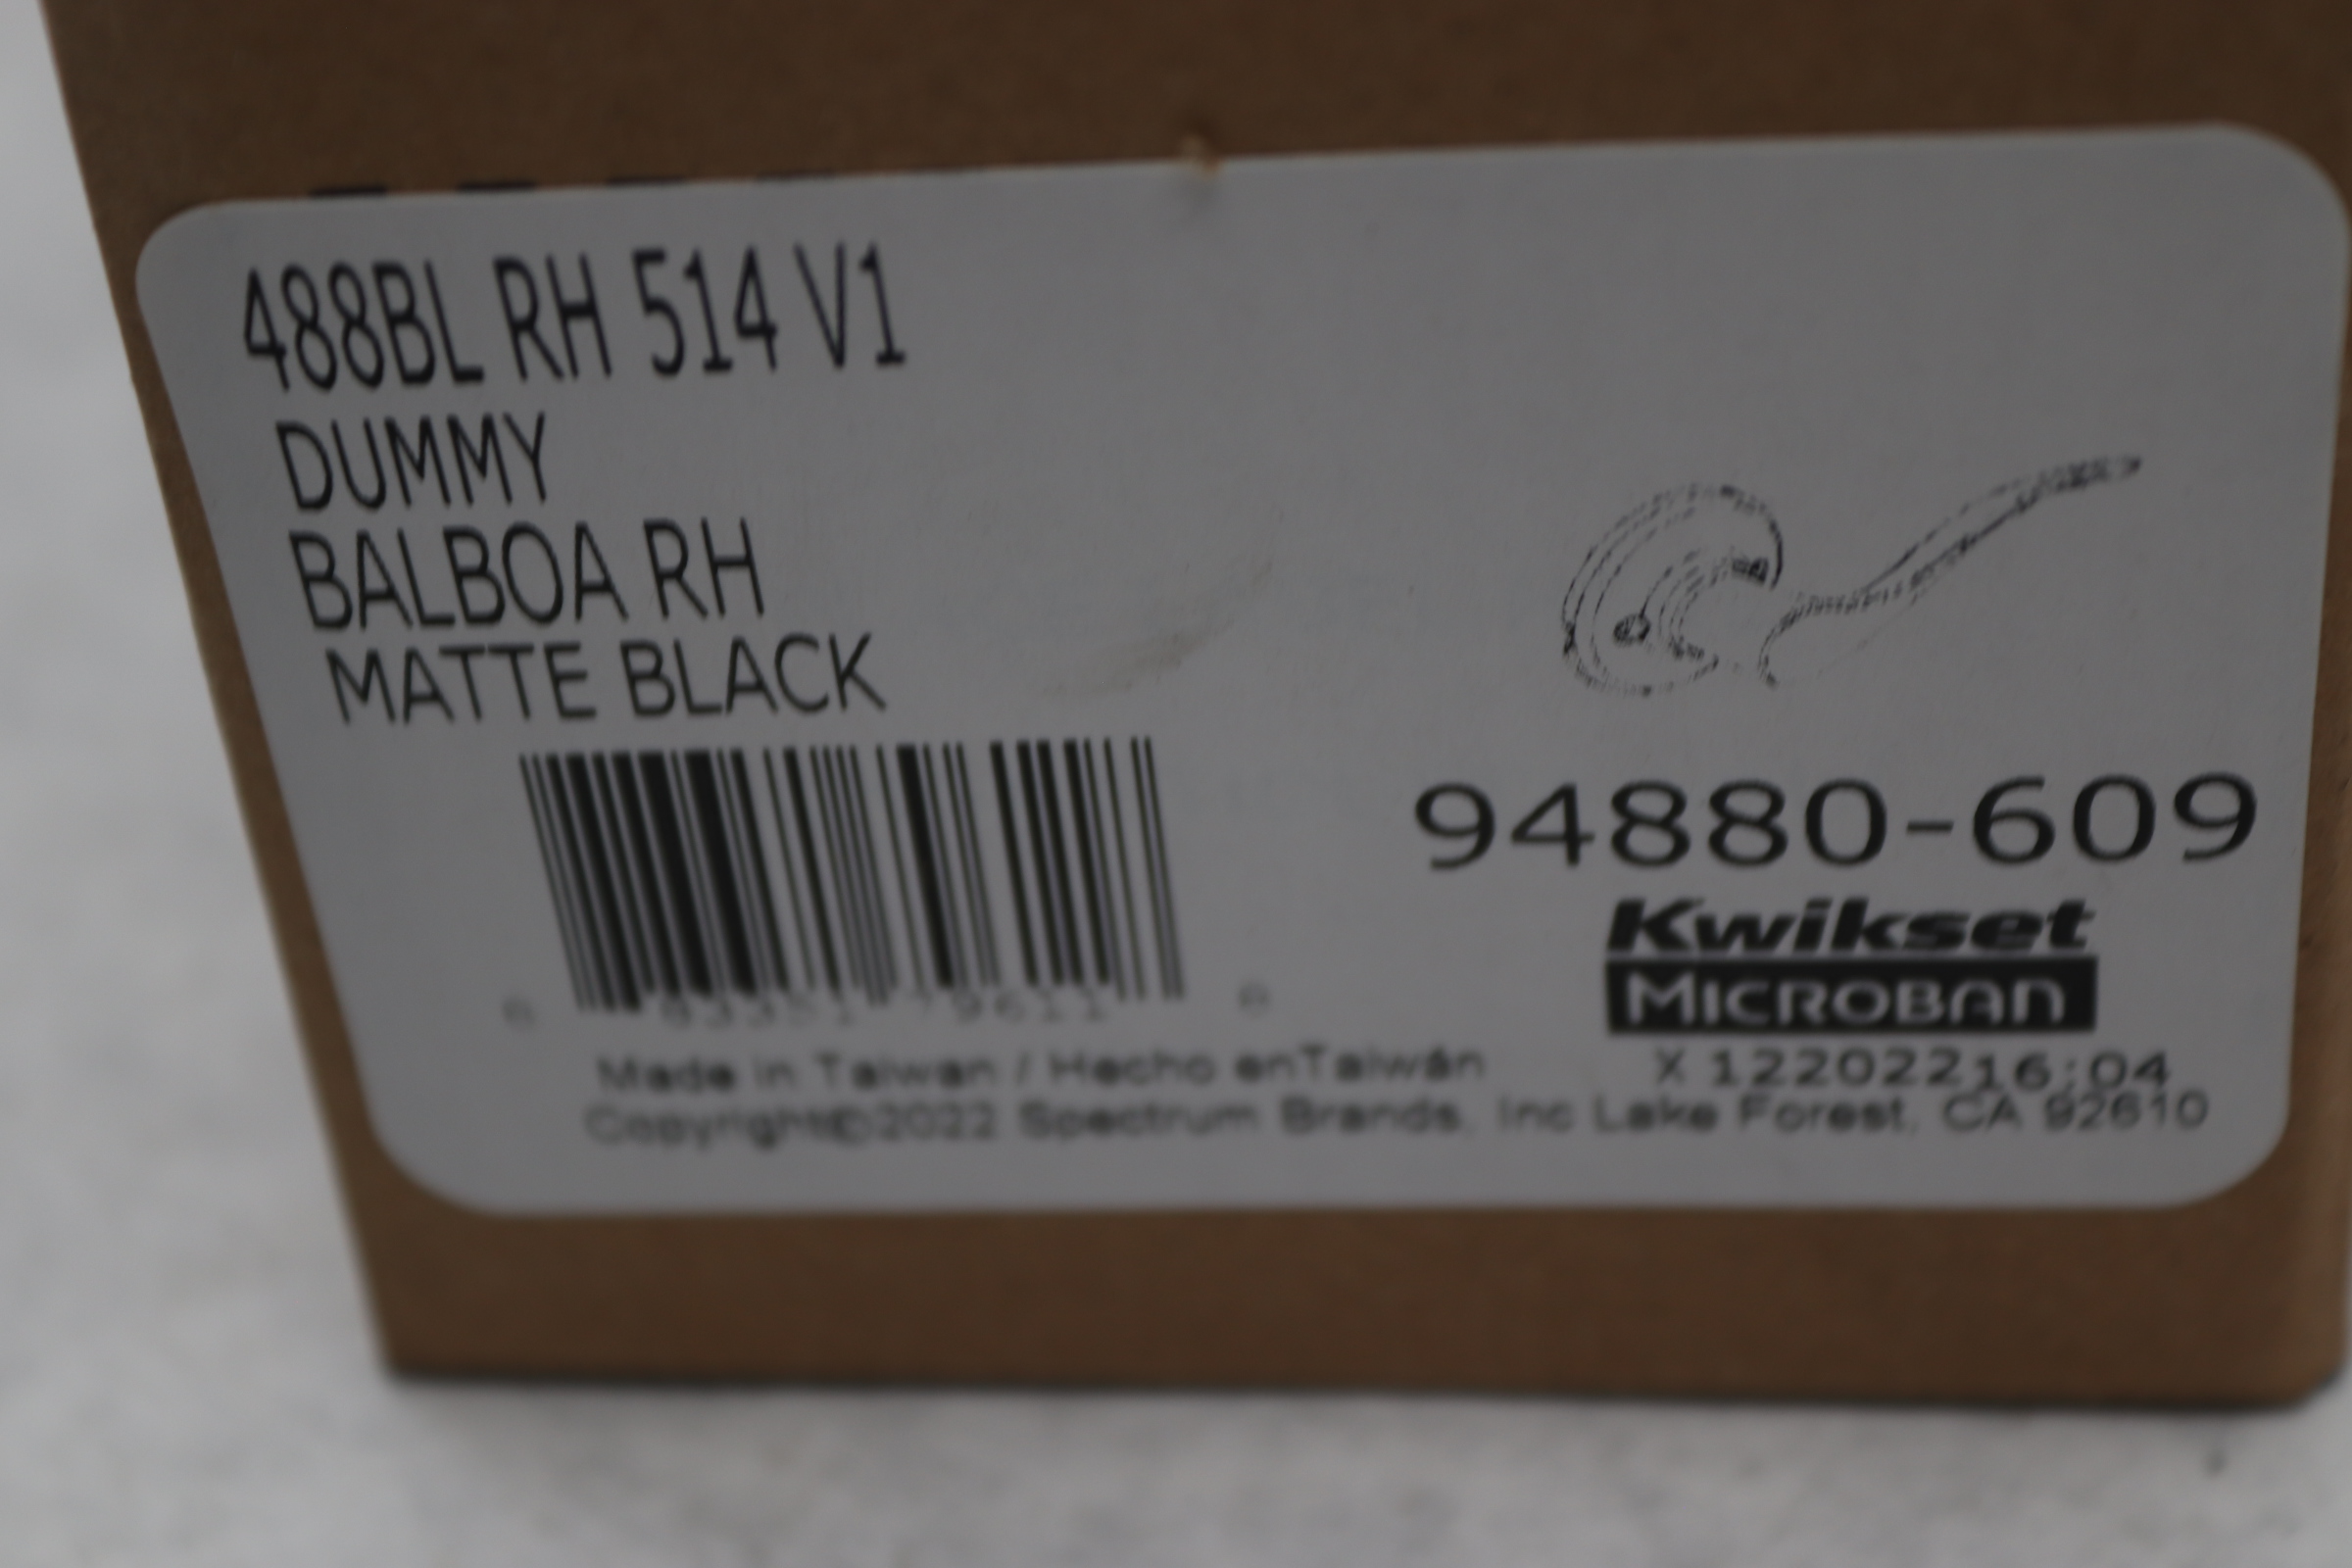 488BL RH 514 V1
DUMMY
BALBOA RH
MATTE BLACK
94880-609
Kwikset
MICROBAN
X 12202216:04
Made in Taiwan / Hecho enTaiwán
Copyright©2022 Spectrum Brands, Inc Lake Forest, CA 92610